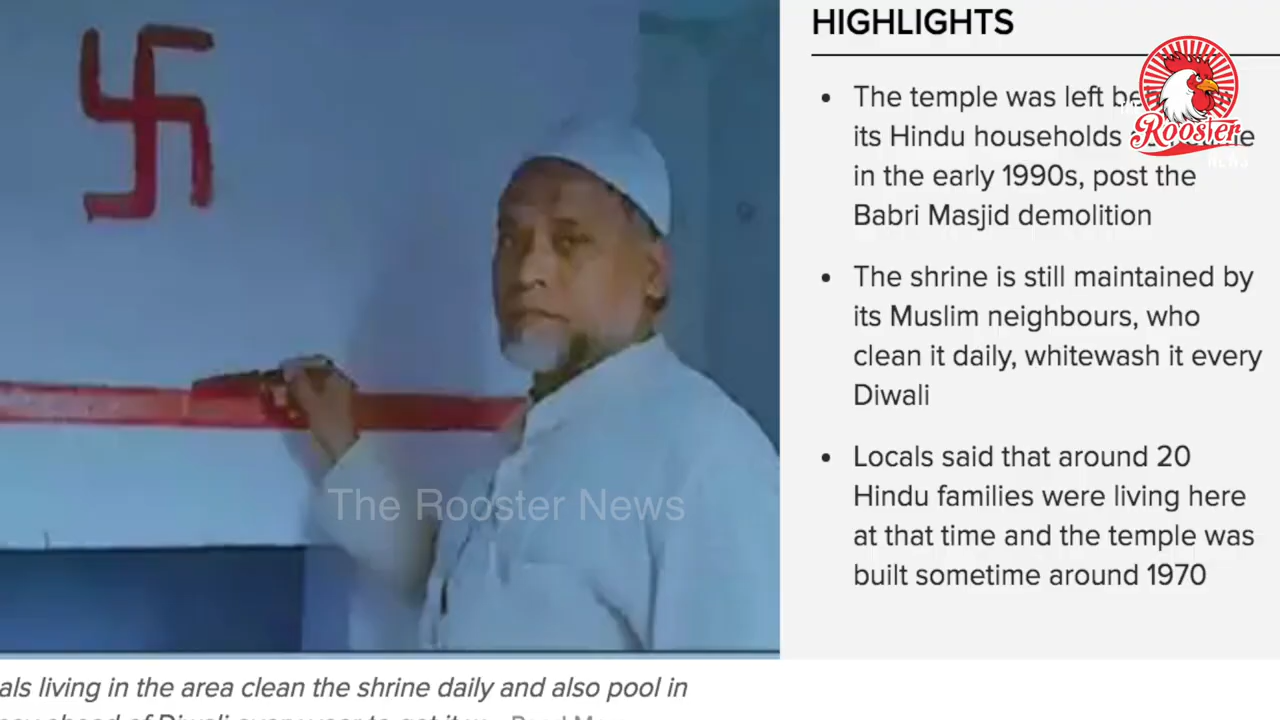 HIGHLIGHTS
The temple was left
its Hindu households
in the early 1990s, post the
Babri Masjid demolition
The shrine is still maintained by
its Muslim neighbours, who
clean it daily, whitewash it every
Diwali
Locals said that around 20
Hindu families were living here
at that time and the temple was
built sometime around 1970
Rooster
NEWS
The Rooster News
als living in the area clean the shrine daily and also pool in